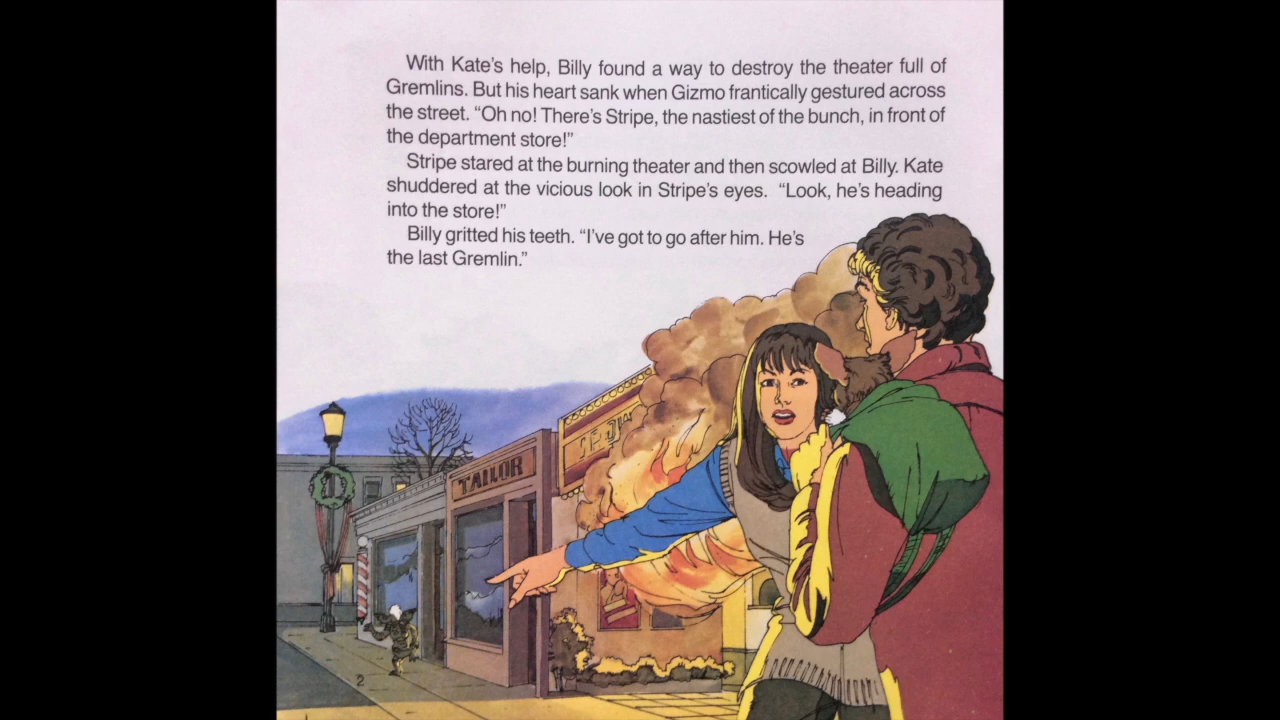 With Kate's help, Billy found a way to destroy the theater full of
Gremlins. But his heart sank when Gizmo frantically gestured across
the street. “Oh no! There's Stripe, the nastiest of the bunch, in front of
the department store!”
Stripe stared at the burning theater and then scowled at Billy. Kate
shuddered at the vicious look in Stripe's eyes. “Look, he's heading
into the store!”
Billy gritted his teeth. “I've got to go after him. He's
the last Gremlin.”
TAILOR
2